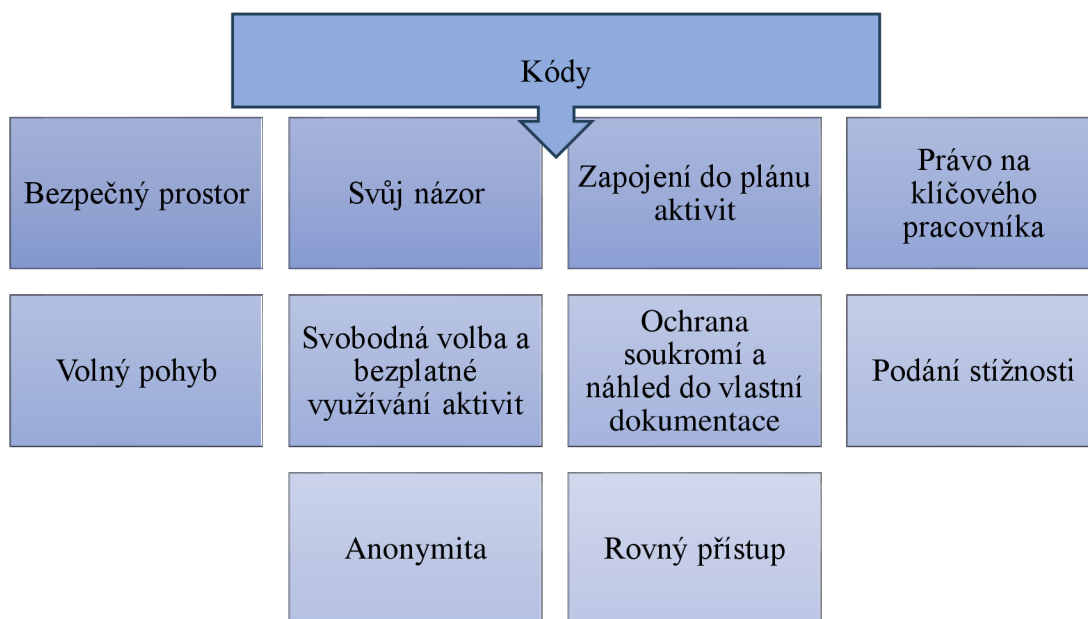 Kódy
Bezpečný prostor
Svůj názor
Zapojení do plánu
aktivit
Právo na
klíčového
pracovníka
Volný pohyb
Svobodná volba a
bezplatné
využívání aktivit
Ochrana
soukromí a
náhled do vlastní
dokumentace
Podání stížnosti
Anonymita
Rovný přístup